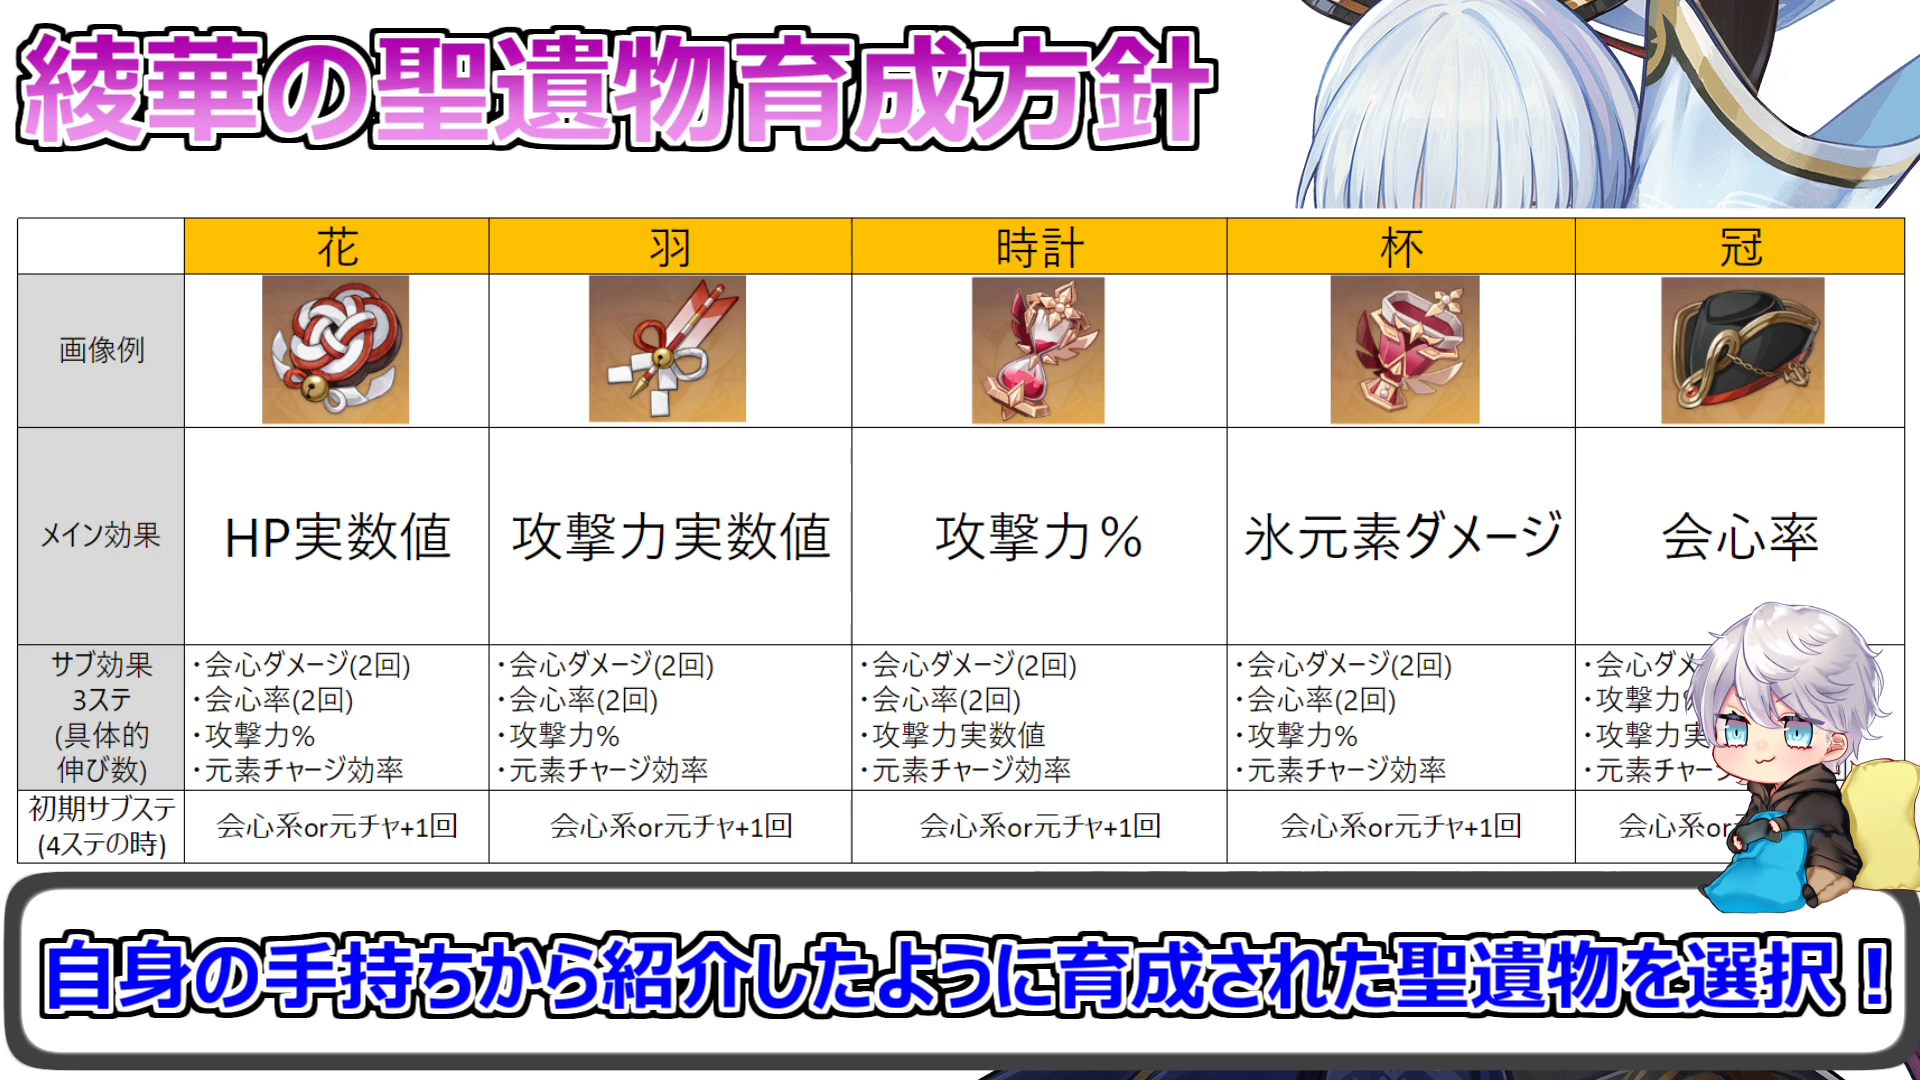 綾華の聖遺物育成方針
花 羽 時計 杯 冠
画像例
メイン効果 HP実数値 攻撃力実数値 攻撃力% 氷元素ダメージ 会心率
サブ効果
3ステ
(具体的
伸び数)
・会心ダメージ(2回)
・会心率(2回)
・攻撃力%
・元素チャージ効率
・会心ダメージ(2回)
・会心率(2回)
・攻撃力%
・元素チャージ効率
・会心ダメージ(2回)
・会心率(2回)
・攻撃力実数値
・元素チャージ効率
・会心ダメージ(2回)
・会心率(2回)
・攻撃力%
・元素チャージ効率
・会心ダメ
・攻撃力%
・攻撃力実
・元素チャー
初期サブステ
(4ステの時)
会心系or元チャ+1回 会心系or元チャ+1回 会心系or元チャ+1回 会心系or元チャ+1回 会心系or
自身の手持ちから紹介したように育成された聖遺物を選択！